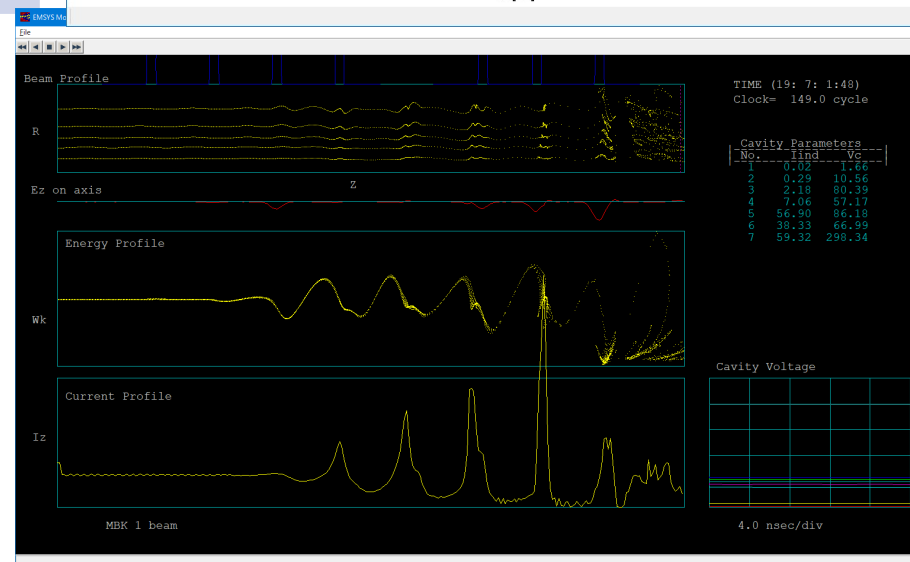 EMSYS Mo
File
Beam Profile
R
Z
Ez on axis
Energy Profile
Wk
Current Profile
Iz
MBK 1 beam
TIME (19: 7: 1:48)
Clock= 149.0 cycle
Cavity Parameters
No. Iind Vc
1 0.02 1.66
2 0.29 10.56
3 2.18 80.39
4 7.06 57.17
5 56.90 86.18
6 38.33 66.99
7 59.32 298.34
Cavity Voltage
4.0 nsec/div